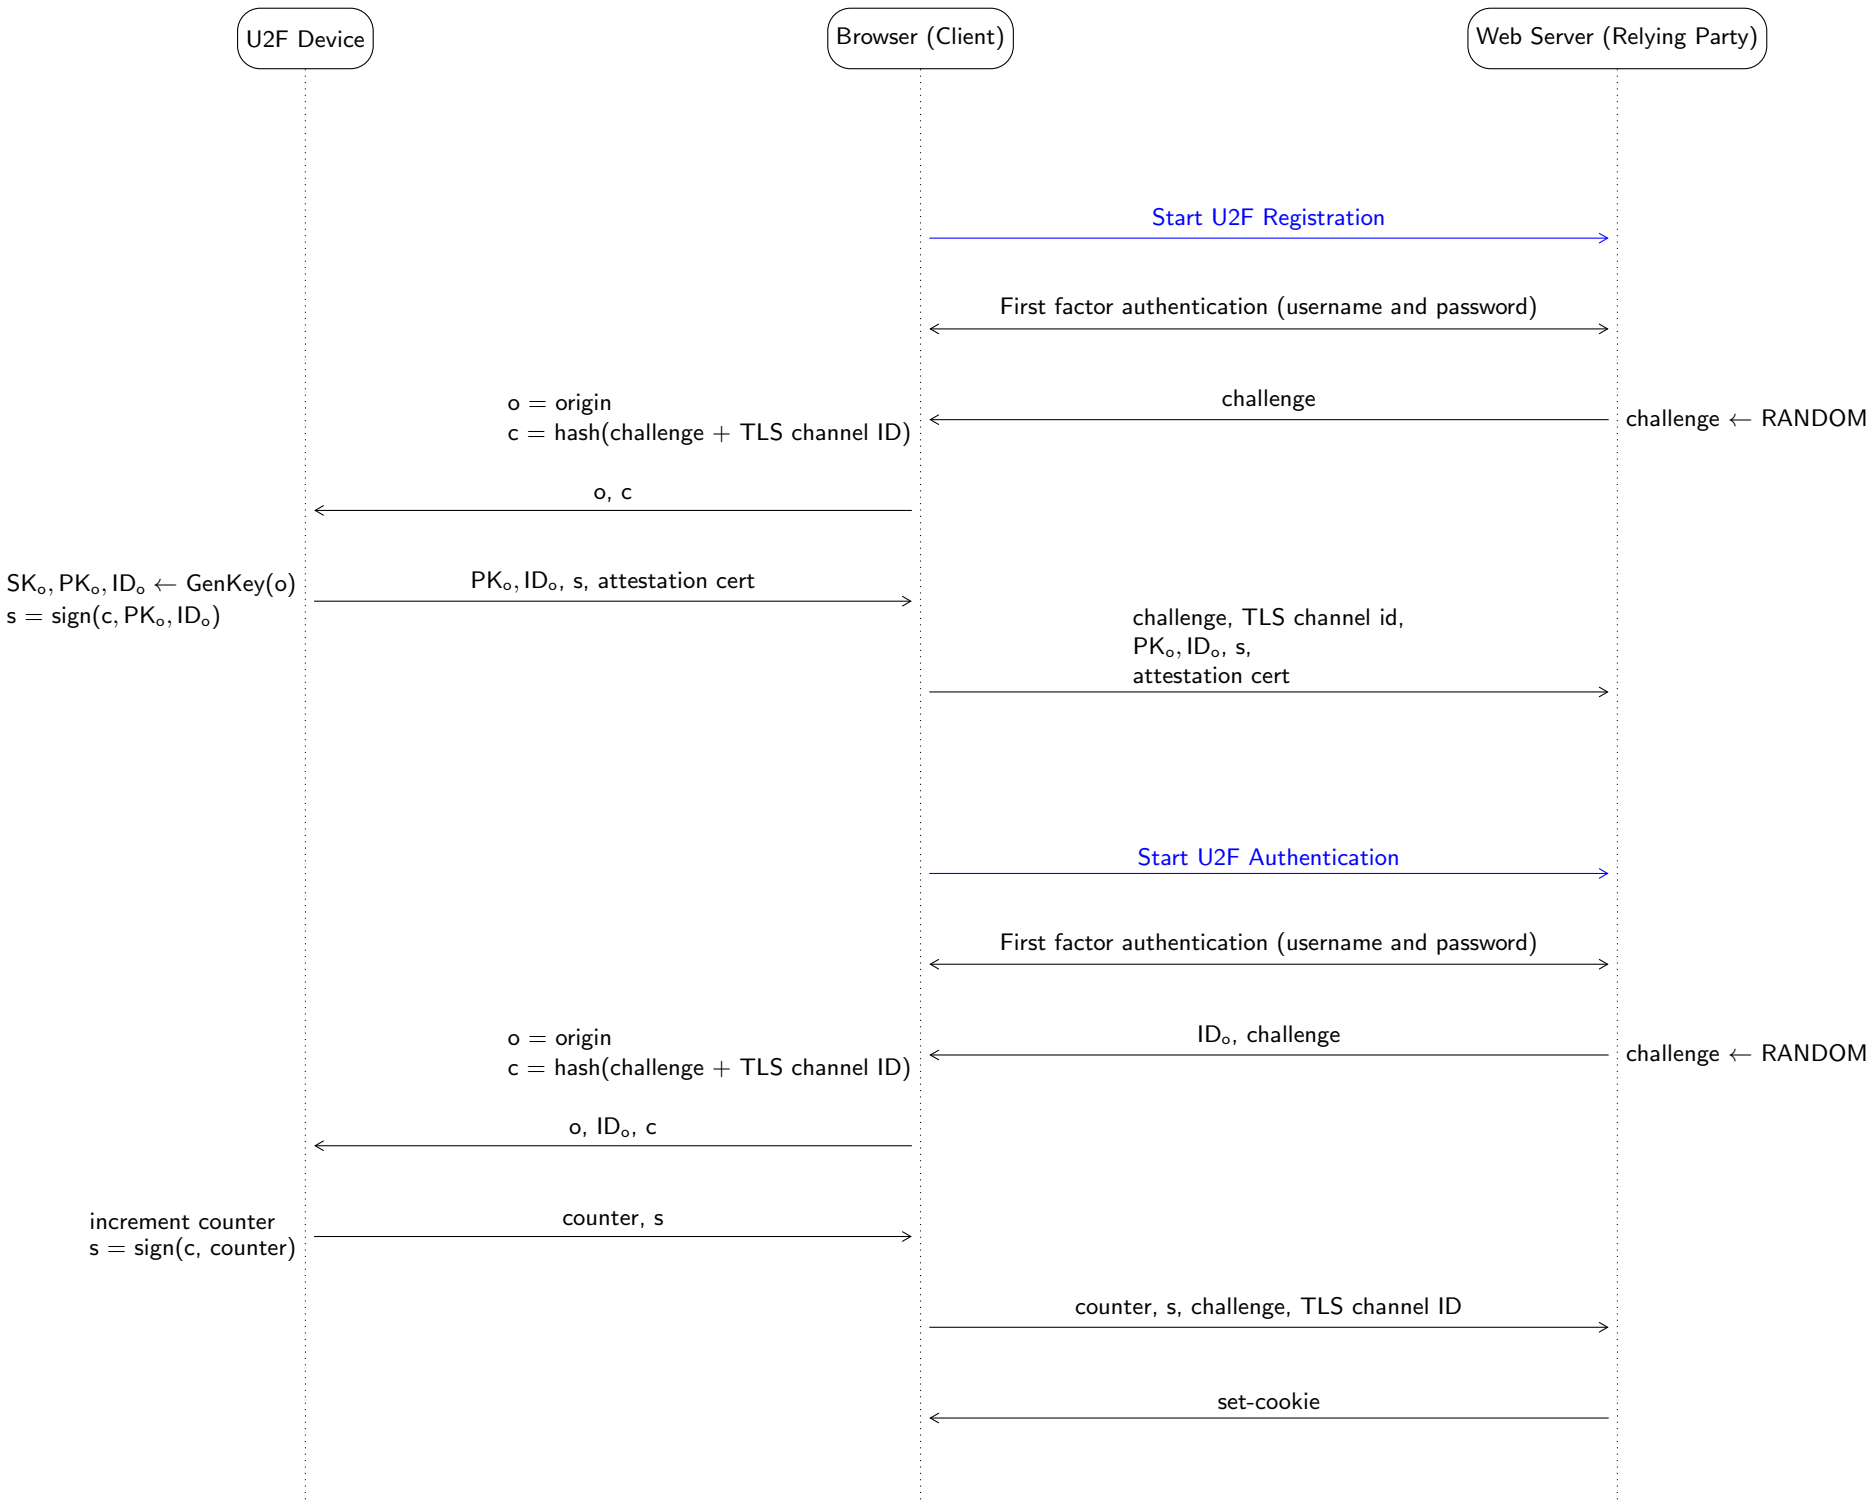 U2F Device
Browser (Client)
Web Server (Relying Party)
Start U2F Registration
First factor authentication (username and password)
o = origin
c = hash(challenge + TLS channel ID)
challenge
challenge ← RANDOM
o, c
SKₒ, PKₒ, IDₒ ← GenKey(o)
s = sign(c, PKₒ, IDₒ)
PKₒ, IDₒ, s, attestation cert
challenge, TLS channel id,
PKₒ, IDₒ, s,
attestation cert
Start U2F Authentication
First factor authentication (username and password)
o = origin
c = hash(challenge + TLS channel ID)
IDₒ, challenge
challenge ← RANDOM
o, IDₒ, c
increment counter
s = sign(c, counter)
counter, s
counter, s, challenge, TLS channel ID
set-cookie